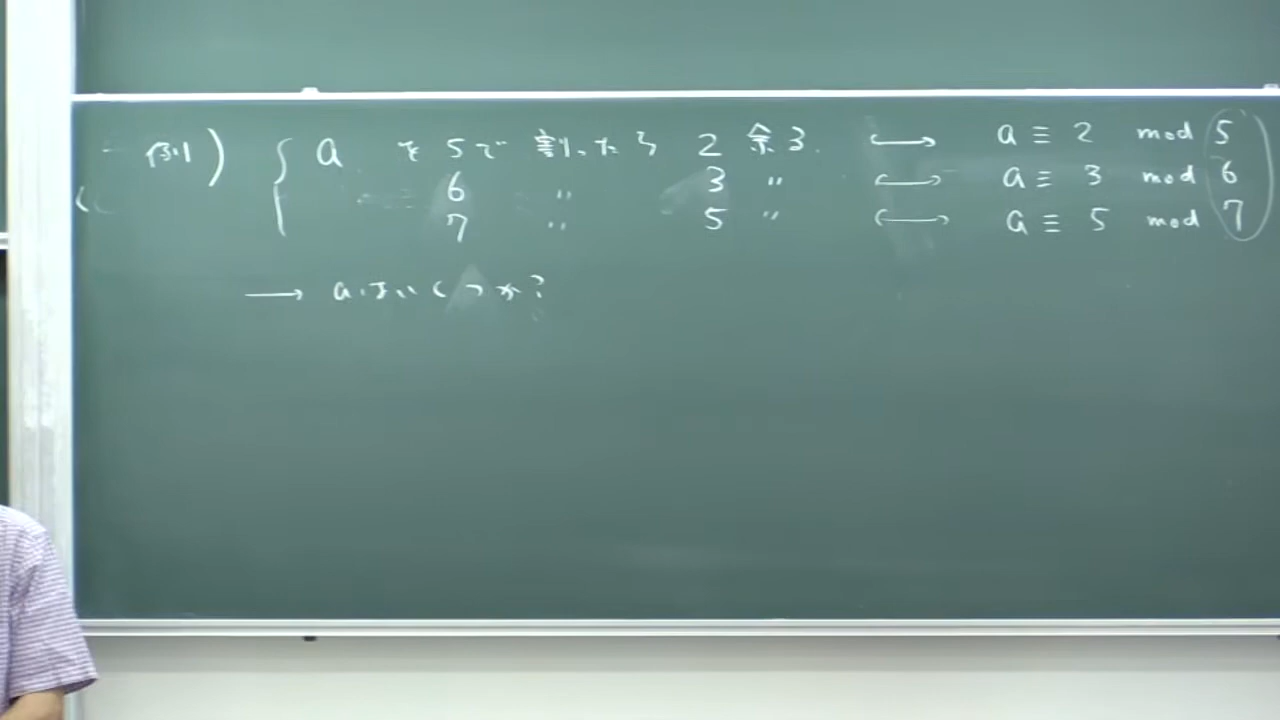 例) { a を 5で 割ったら 2 余る. ⟷ a ≡ 2 mod 5
6 〃 3 〃 ⟷ a ≡ 3 mod 6
7 〃 5 〃 ⟷ a ≡ 5 mod 7
→ a はいくつか?